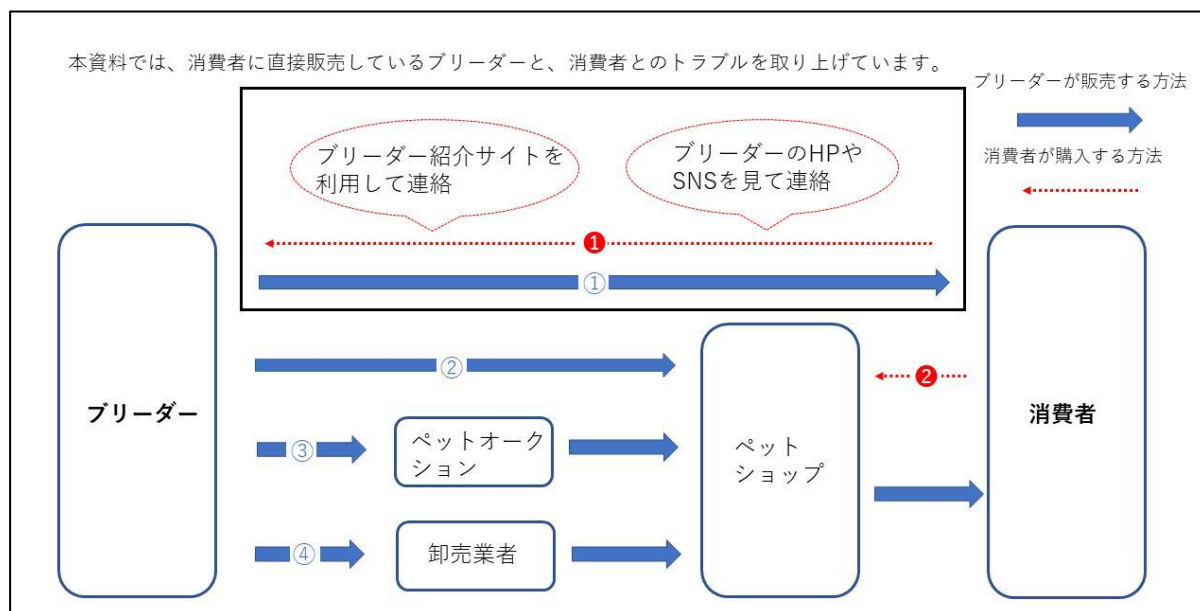 本資料では、消費者に直接販売しているブリーダーと、消費者とのトラブルを取り上げています。
ブリーダーが販売する方法
消費者が購入する方法
ブリーダー紹介サイトを
利用して連絡
ブリーダーのHPや
SNSを見て連絡
❶
①
②
❷
ブリーダー
消費者
③
ペットオーク
ション
ペット
ショップ
④
卸売業者